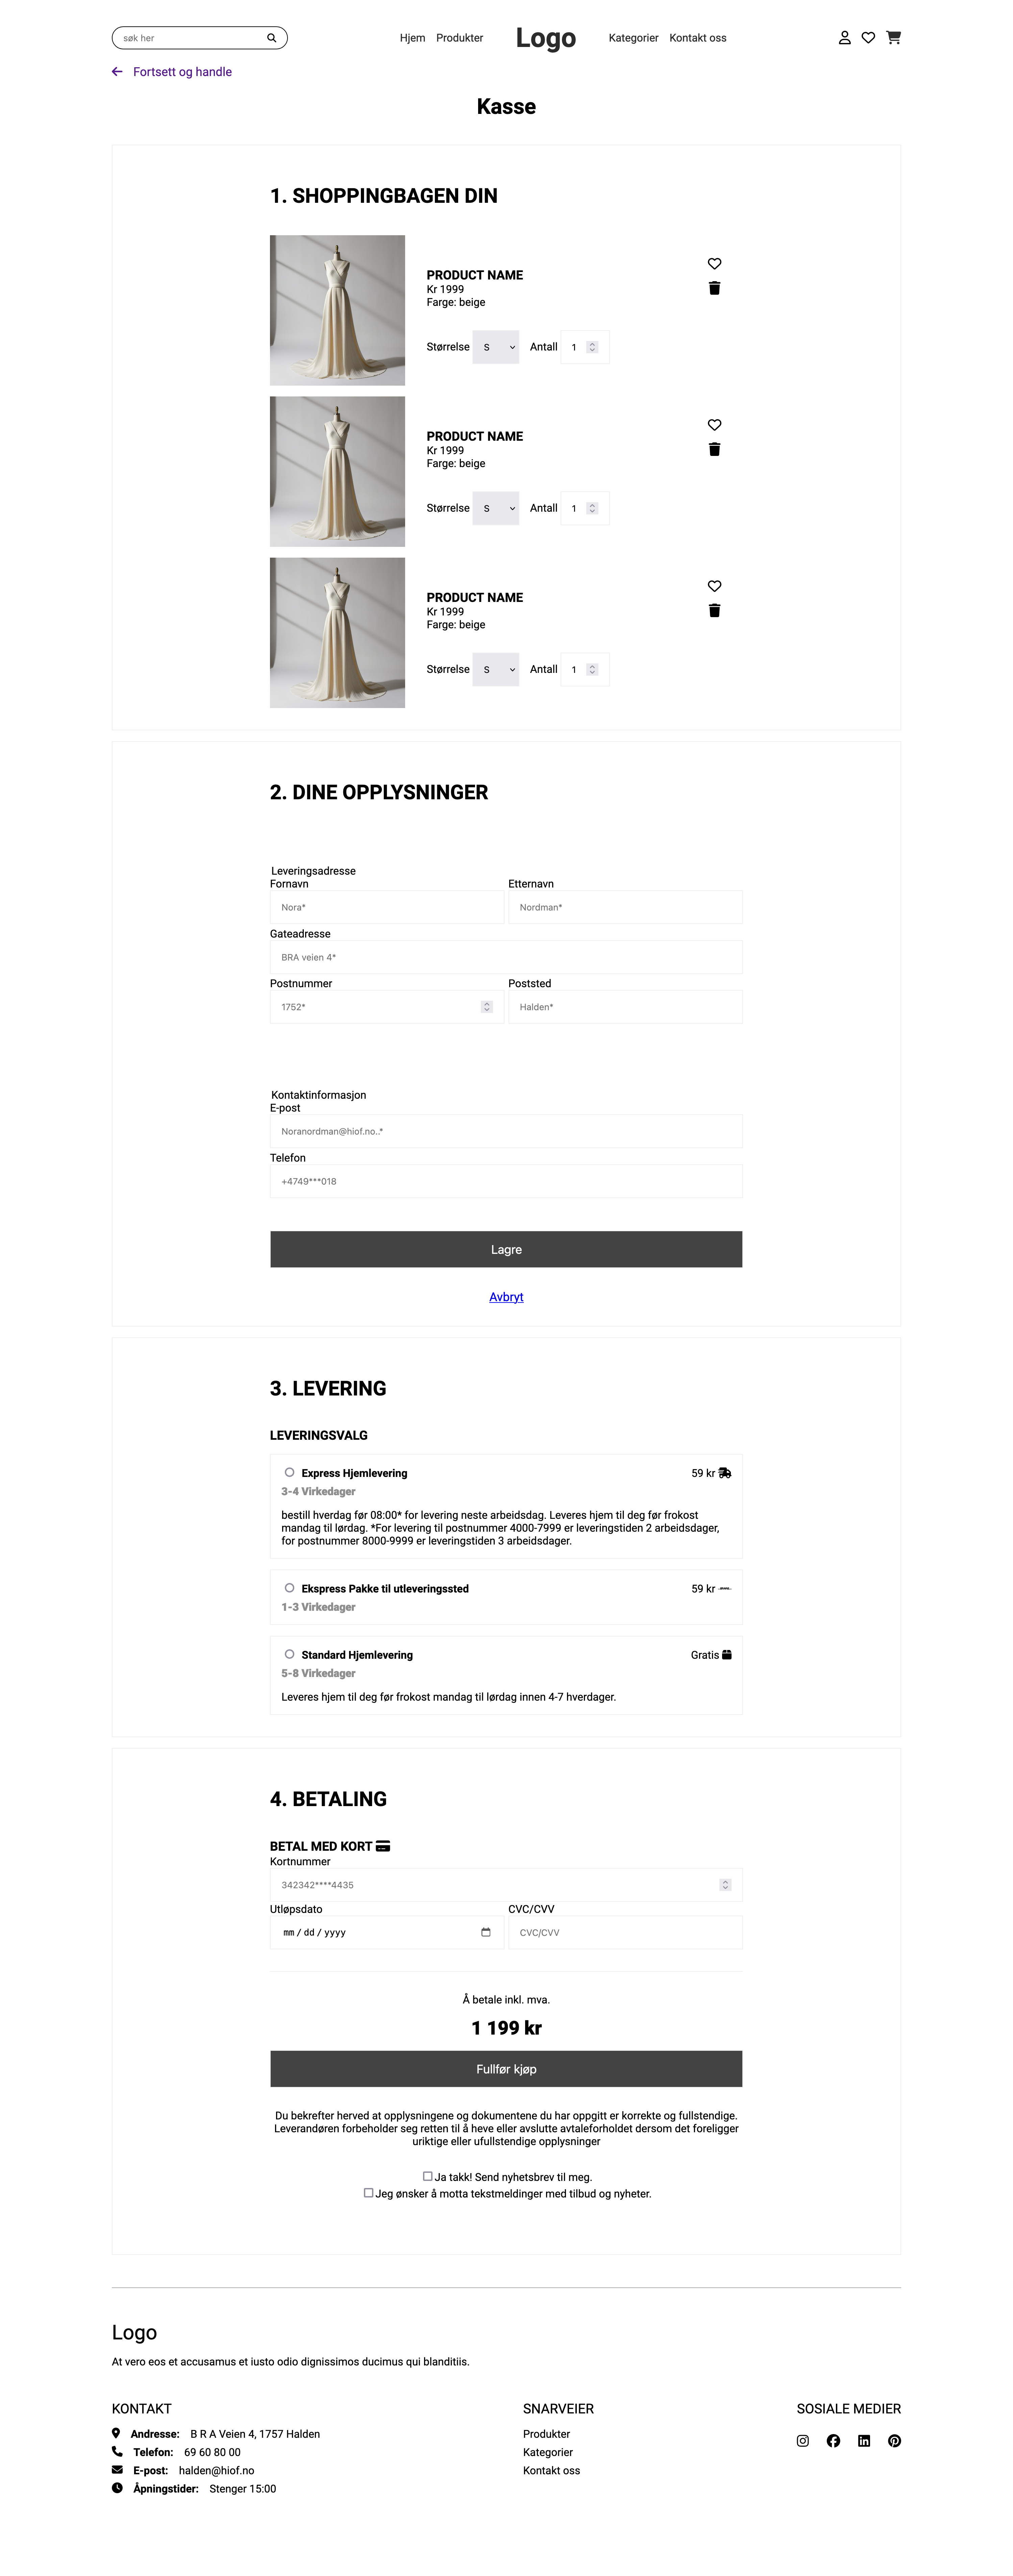 søk her
Hjem Produkter Logo Kategorier Kontakt oss
Fortsett og handle
Kasse
1. SHOPPINGBAGEN DIN
PRODUCT NAME
Kr 1999
Farge: beige
Størrelse S Antall 1
PRODUCT NAME
Kr 1999
Farge: beige
Størrelse S Antall 1
PRODUCT NAME
Kr 1999
Farge: beige
Størrelse S Antall 1
2. DINE OPPLYSNINGER
Leveringsadresse
Fornavn Etternavn
Nora* Nordman*
Gateadresse
BRA veien 4*
Postnummer Poststed
1752* Halden*
Kontaktinformasjon
E-post
Noranordman@hiof.no..*
Telefon
+4749***018
Lagre
Avbryt
3. LEVERING
LEVERINGSVALG
Express Hjemlevering 59 kr
3-4 Virkedager
bestill hverdag før 08:00* for levering neste arbeidsdag. Leveres hjem til deg før frokost
mandag til lørdag. *For levering til postnummer 4000-7999 er leveringstiden 2 arbeidsdager,
for postnummer 8000-9999 er leveringstiden 3 arbeidsdager.
Ekspress Pakke til utleveringssted 59 kr
1-3 Virkedager
Standard Hjemlevering Gratis
5-8 Virkedager
Leveres hjem til deg før frokost mandag til lørdag innen 4-7 hverdager.
4. BETALING
BETAL MED KORT
Kortnummer
342342****4435
Utløpsdato CVC/CVV
mm / dd / yyyy CVC/CVV
Å betale inkl. mva.
1 199 kr
Fullfør kjøp
Du bekrefter herved at opplysningene og dokumentene du har oppgitt er korrekte og fullstendige.
Leverandøren forbeholder seg retten til å heve eller avslutte avtaleforholdet dersom det foreligger
uriktige eller ufullstendige opplysninger
Ja takk! Send nyhetsbrev til meg.
Jeg ønsker å motta tekstmeldinger med tilbud og nyheter.
Logo
At vero eos et accusamus et iusto odio dignissimos ducimus qui blanditiis.
KONTAKT
Andresse: B R A Veien 4, 1757 Halden
Telefon: 69 60 80 00
E-post: halden@hiof.no
Åpningstider: Stenger 15:00
SNARVEIER
Produkter
Kategorier
Kontakt oss
SOSIALE MEDIER